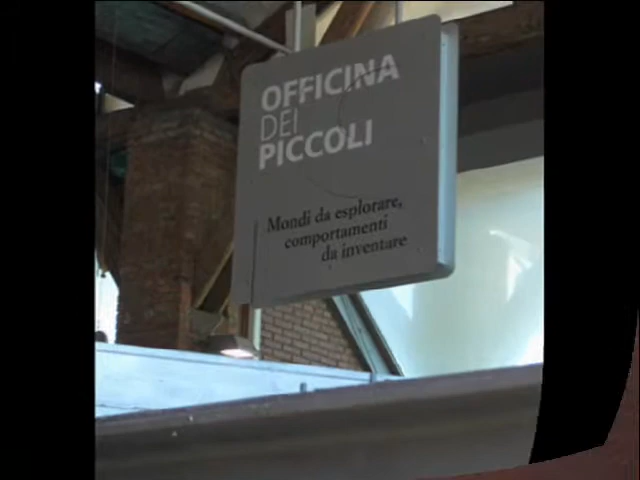 OFFICINA
DEI
PICCOLI
Mondi da esplorare,
comportamenti
da inventare